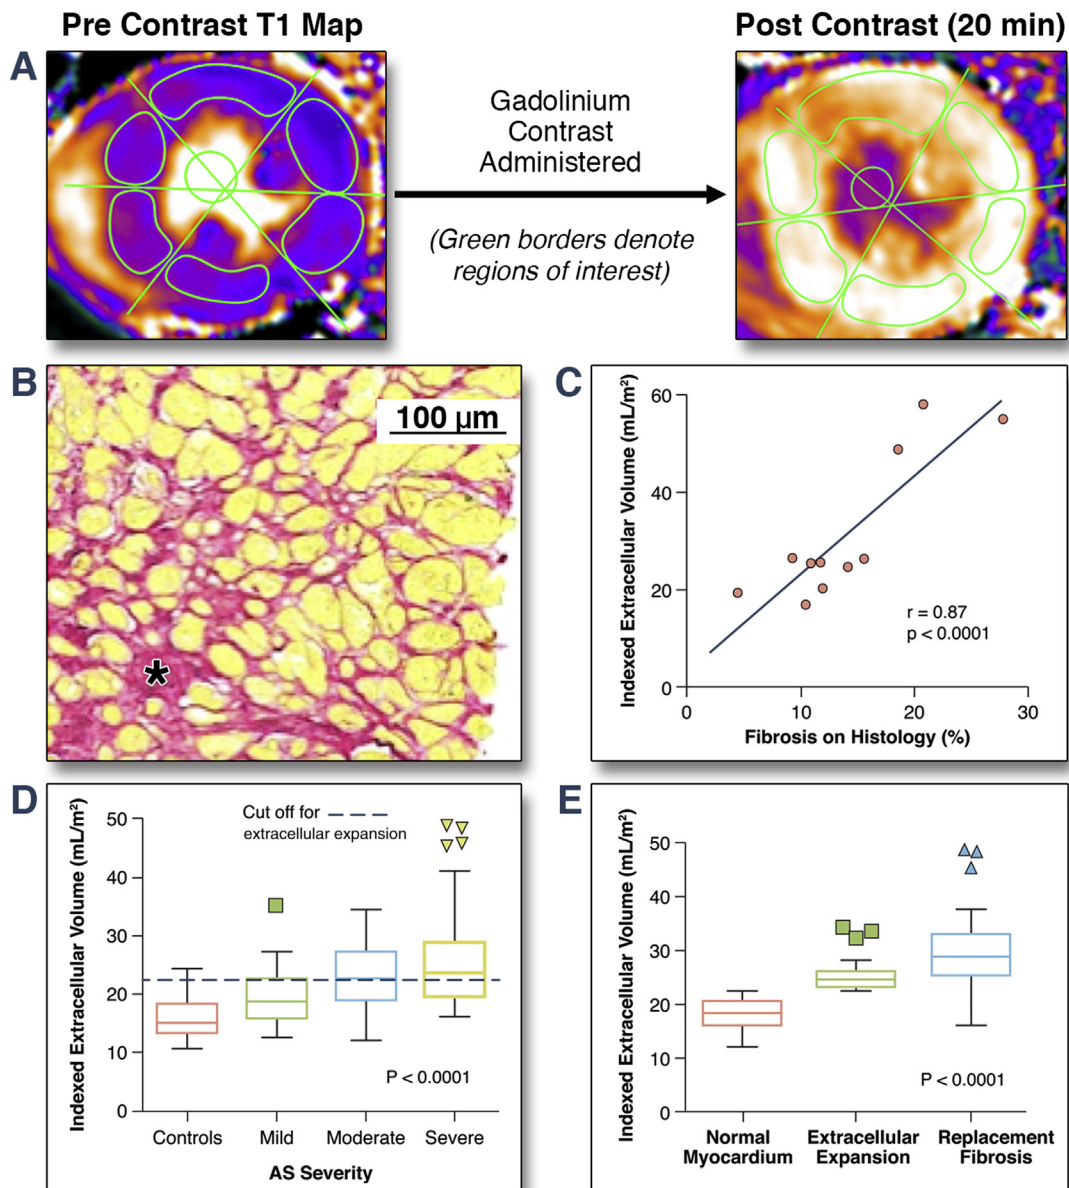 Pre Contrast T1 Map
Post Contrast (20 min)
A
Gadolinium
Contrast
Administered
(Green borders denote
regions of interest)
B
100 µm
*
C
Indexed Extracellular Volume (mL/m²)
60
40
20
0
r = 0.87
p < 0.0001
0 10 20 30
Fibrosis on Histology (%)
D
Indexed Extracellular Volume (mL/m²)
Cut off for
extracellular expansion
50
40
30
20
10
0
P < 0.0001
Controls Mild Moderate Severe
AS Severity
E
Indexed Extracellular Volume (mL/m²)
50
40
30
20
10
0
P < 0.0001
Normal Extracellular Replacement
Myocardium Expansion Fibrosis